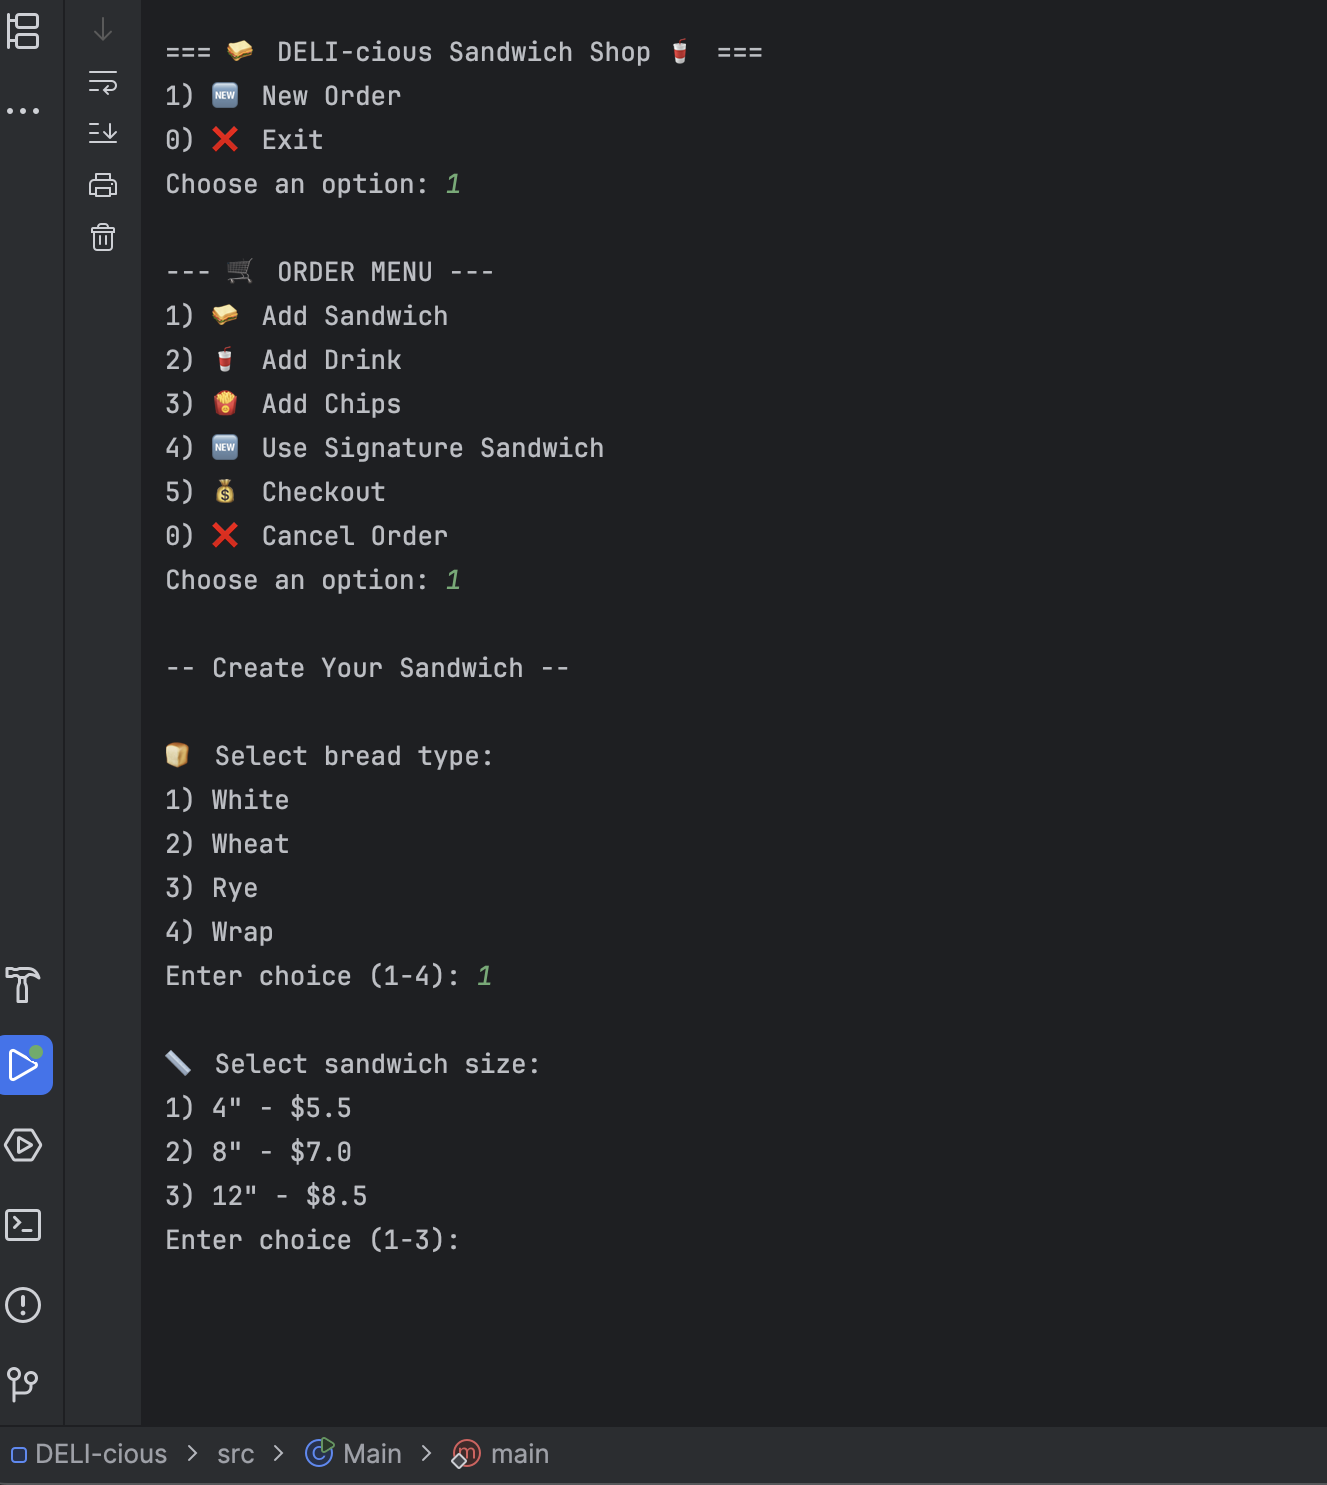 === 🥪 DELI-cious Sandwich Shop 🥤 ===
1) 🆕 New Order
0) ❌ Exit
Choose an option: 1
--- 🛒 ORDER MENU ---
1) 🥪 Add Sandwich
2) 🥤 Add Drink
3) 🍟 Add Chips
4) 🆕 Use Signature Sandwich
5) 💰 Checkout
0) ❌ Cancel Order
Choose an option: 1
-- Create Your Sandwich --
🍞 Select bread type:
1) White
2) Wheat
3) Rye
4) Wrap
Enter choice (1-4): 1
📏 Select sandwich size:
1) 4" - $5.5
2) 8" - $7.0
3) 12" - $8.5
Enter choice (1-3):
DELI-cious > src > Main > main